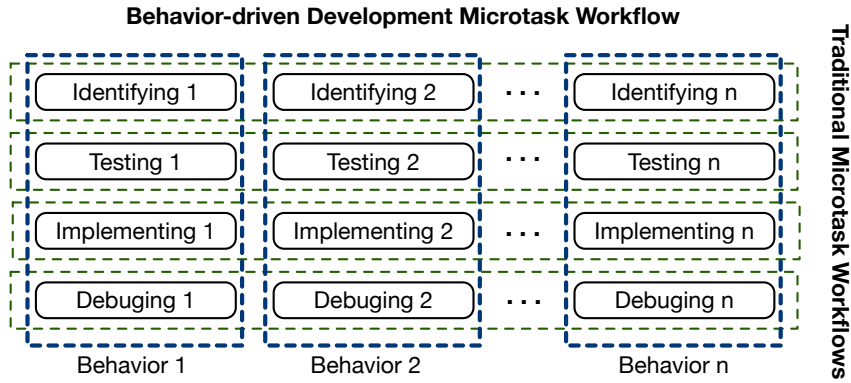 Behavior-driven Development Microtask Workflow
Traditional Microtask Workflows
Identifying 1 Identifying 2 ... Identifying n
Testing 1 Testing 2 ... Testing n
Implementing 1 Implementing 2 ... Implementing n
Debuging 1 Debuging 2 ... Debuging n
Behavior 1 Behavior 2 Behavior n